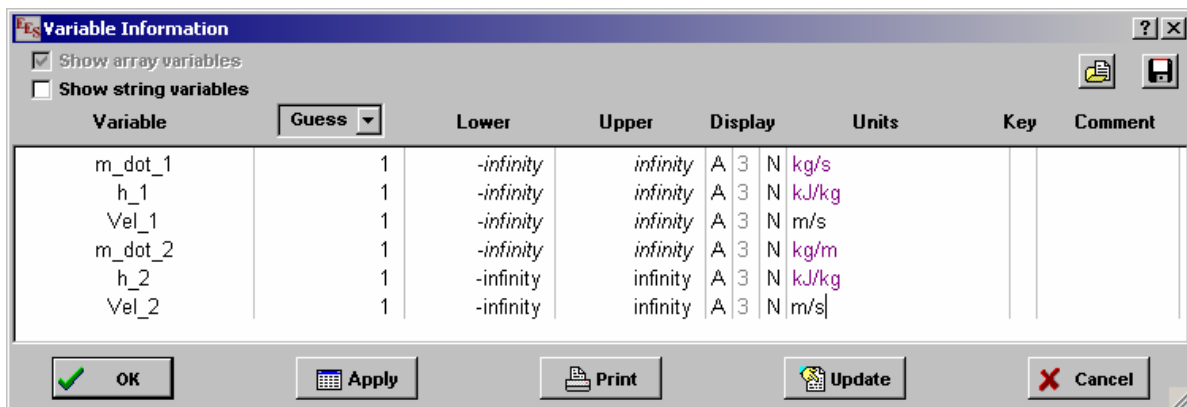 EES Variable Information ? X
Show array variables
Show string variables
Variable Guess Lower Upper Display Units Key Comment
m_dot_1 1 -infinity infinity A 3 N kg/s
h_1 1 -infinity infinity A 3 N kJ/kg
Vel_1 1 -infinity infinity A 3 N m/s
m_dot_2 1 -infinity infinity A 3 N kg/m
h_2 1 -infinity infinity A 3 N kJ/kg
Vel_2 1 -infinity infinity A 3 N m/s
OK Apply Print Update Cancel